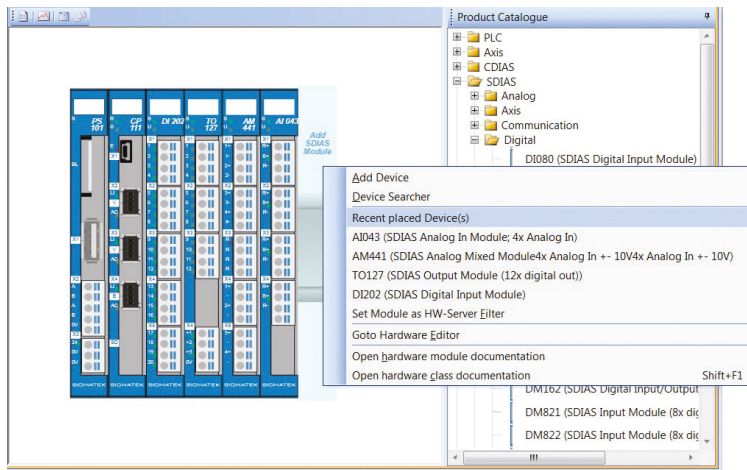 Product Catalogue
PLC
Axis
CDIAS
SDIAS
Analog
Axis
Communication
Digital
DI080 (SDIAS Digital Input Module)
PS 101
CP 111
DI 202
TO 127
AM 441
AI 043
Add
SDIAS
Module
Add Device
Device Searcher
Recent placed Device(s)
AI043 (SDIAS Analog In Module; 4x Analog In)
AM441 (SDIAS Analog Mixed Module4x Analog In +- 10V4x Analog In +- 10V)
TO127 (SDIAS Output Module (12x digital out))
DI202 (SDIAS Digital Input Module)
Set Module as HW-Server Filter
Goto Hardware Editor
Open hardware module documentation
Open hardware class documentation Shift+F1
DM162 (SDIAS Digital Input/Output
DM821 (SDIAS Input Module (8x dig
DM822 (SDIAS Input Module (8x dig
SIGMATEK SIGMATEK SIGMATEK SIGMATEK SIGMATEK SIGMATEK